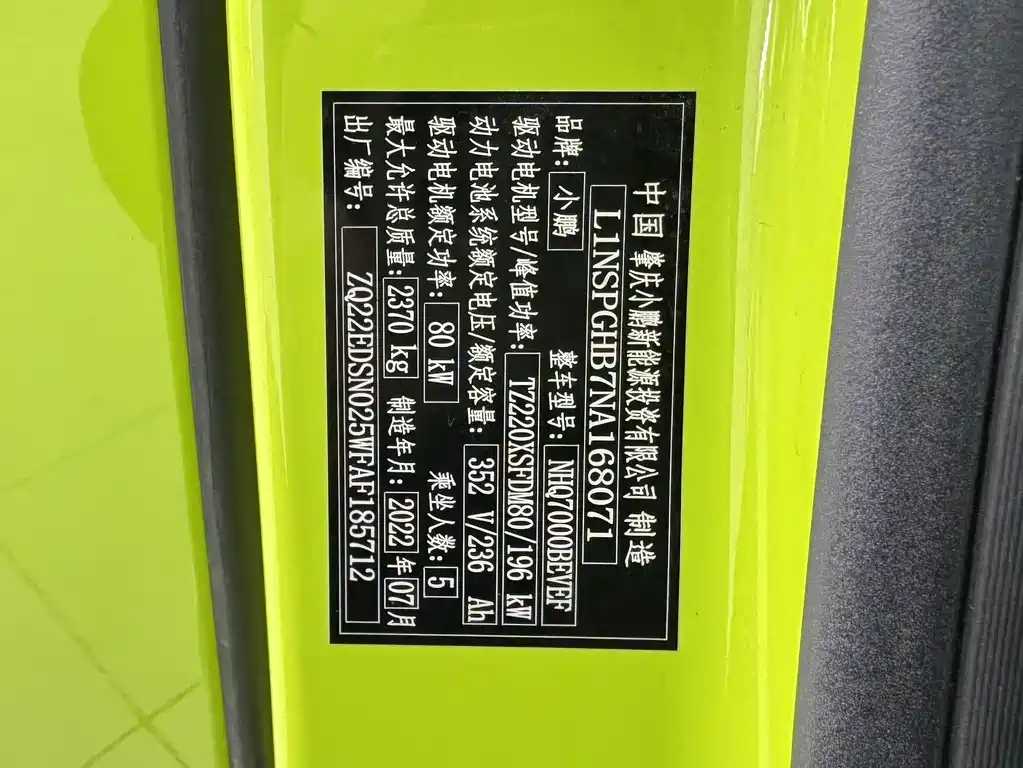 中国 肇庆小鹏新能源投资有限公司 制造
L1NSPGHB7NA168071
品牌: 小鹏 整车型号: NHQ7000BEVEF
驱动电机型号/峰值功率: TZ220XSFDM80/196 kW
动力电池系统额定电压/额定容量: 352 V/236 Ah
驱动电机额定功率: 80 kW 乘坐人数: 5
最大允许总质量: 2370 kg 制造年月: 2022 年 07 月
出厂编号: ZQ22EDSN025WFAF185712